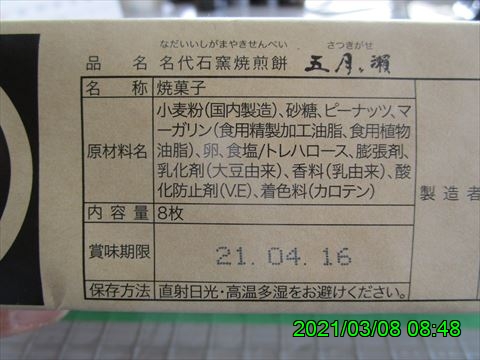 なだいいしがまやきせんべい さつきがせ
品 名 名代石窯焼煎餅 五月ヶ瀬
名 称 焼菓子
小麦粉(国内製造)、砂糖、ピーナッツ、マ
ーガリン(食用精製加工油脂、食用植物
原材料名 油脂)、卵、食塩/トレハロース、膨張剤、
乳化剤(大豆由来)、香料(乳由来)、酸
化防止剤(V.E)、着色料(カロテン)
製造者
内容量 8枚
賞味期限 21.04.16
保存方法 直射日光・高温多湿をお避けください。
2021/03/08 08:48